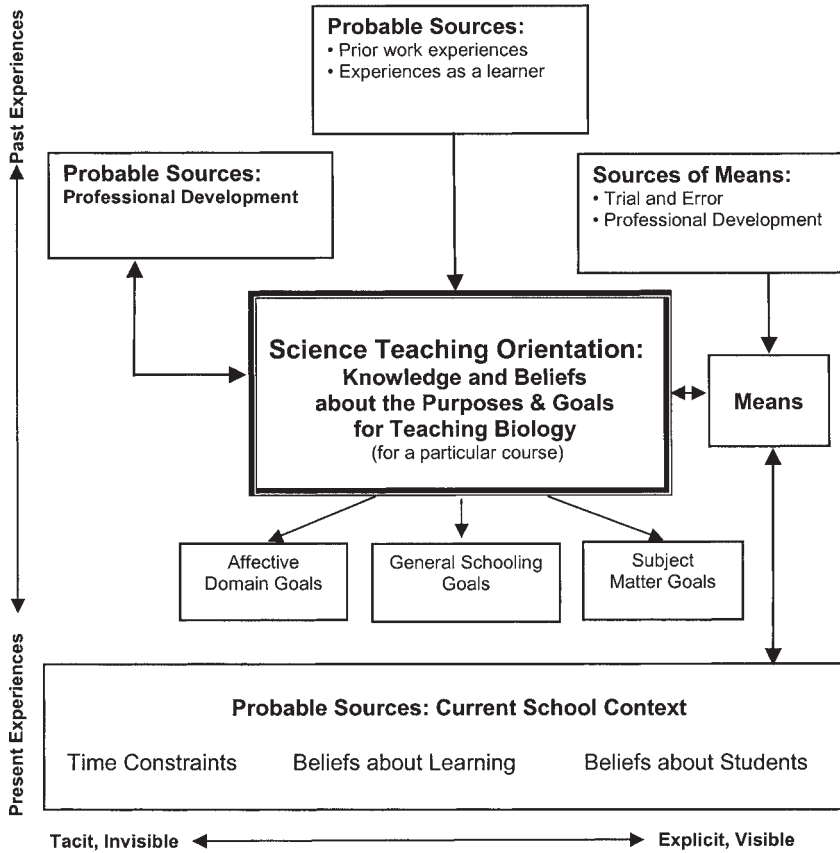 Past Experiences
Probable Sources:
• Prior work experiences
• Experiences as a learner
Probable Sources:
Professional Development
Sources of Means:
• Trial and Error
• Professional Development
Science Teaching Orientation:
Knowledge and Beliefs
about the Purposes & Goals
for Teaching Biology
(for a particular course)
Means
Affective
Domain Goals
General Schooling
Goals
Subject
Matter Goals
Present Experiences
Probable Sources: Current School Context
Time Constraints Beliefs about Learning Beliefs about Students
Tacit, Invisible Explicit, Visible